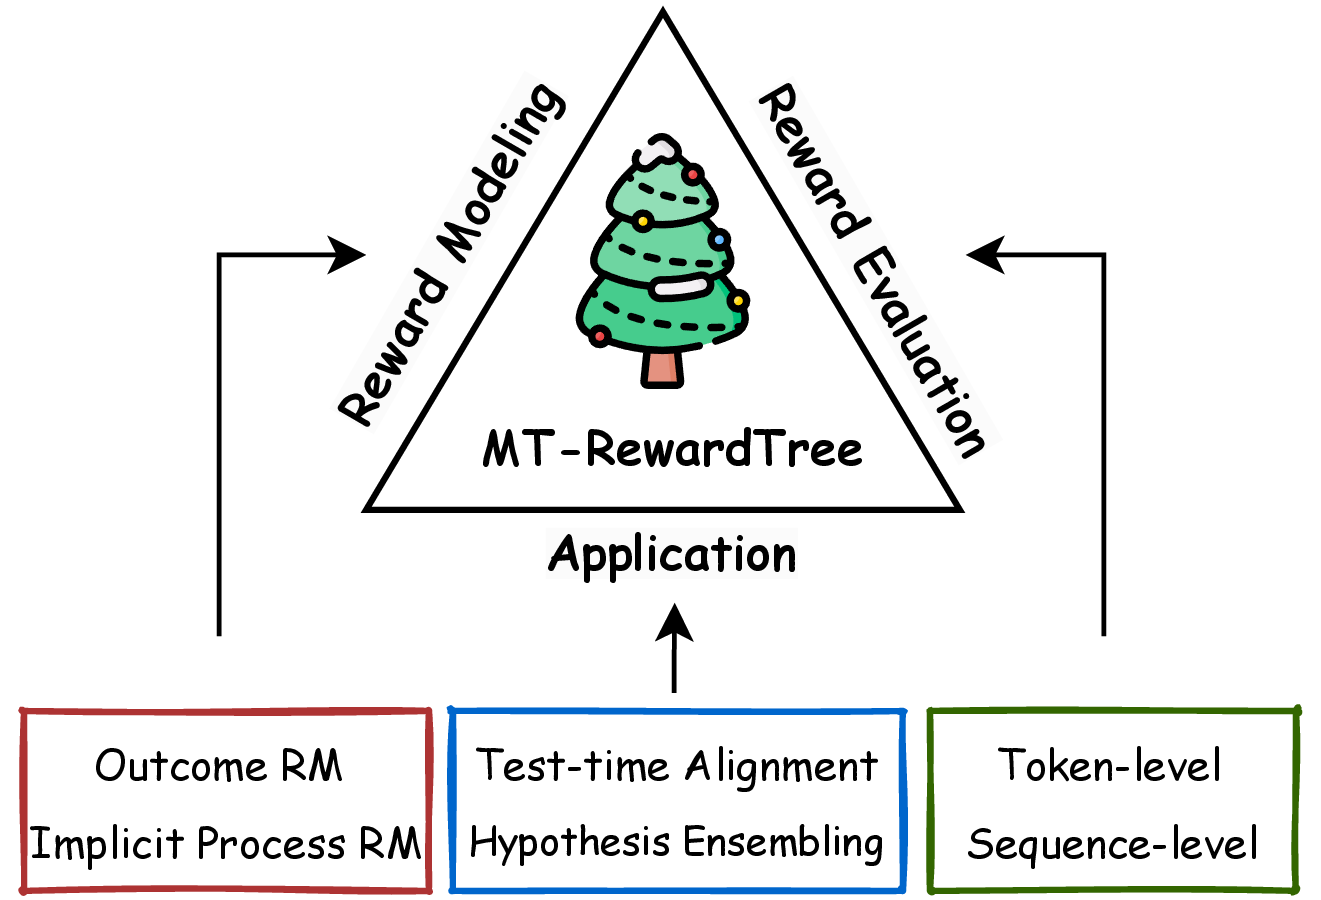 Reward Modeling
Reward Evaluation
MT-RewardTree
Application
Outcome RM
Implicit Process RM
Test-time Alignment
Hypothesis Ensembling
Token-level
Sequence-level